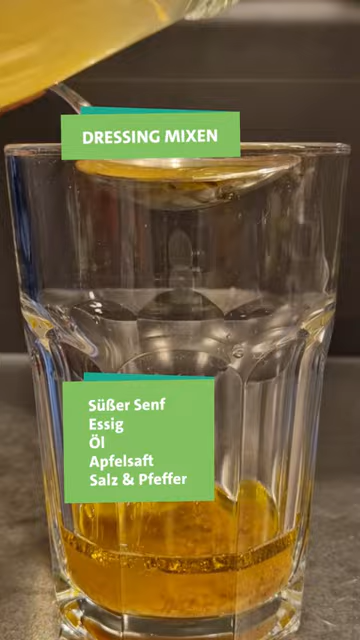 DRESSING MIXEN
Süßer Senf
Essig
Öl
Apfelsaft
Salz & Pfeffer